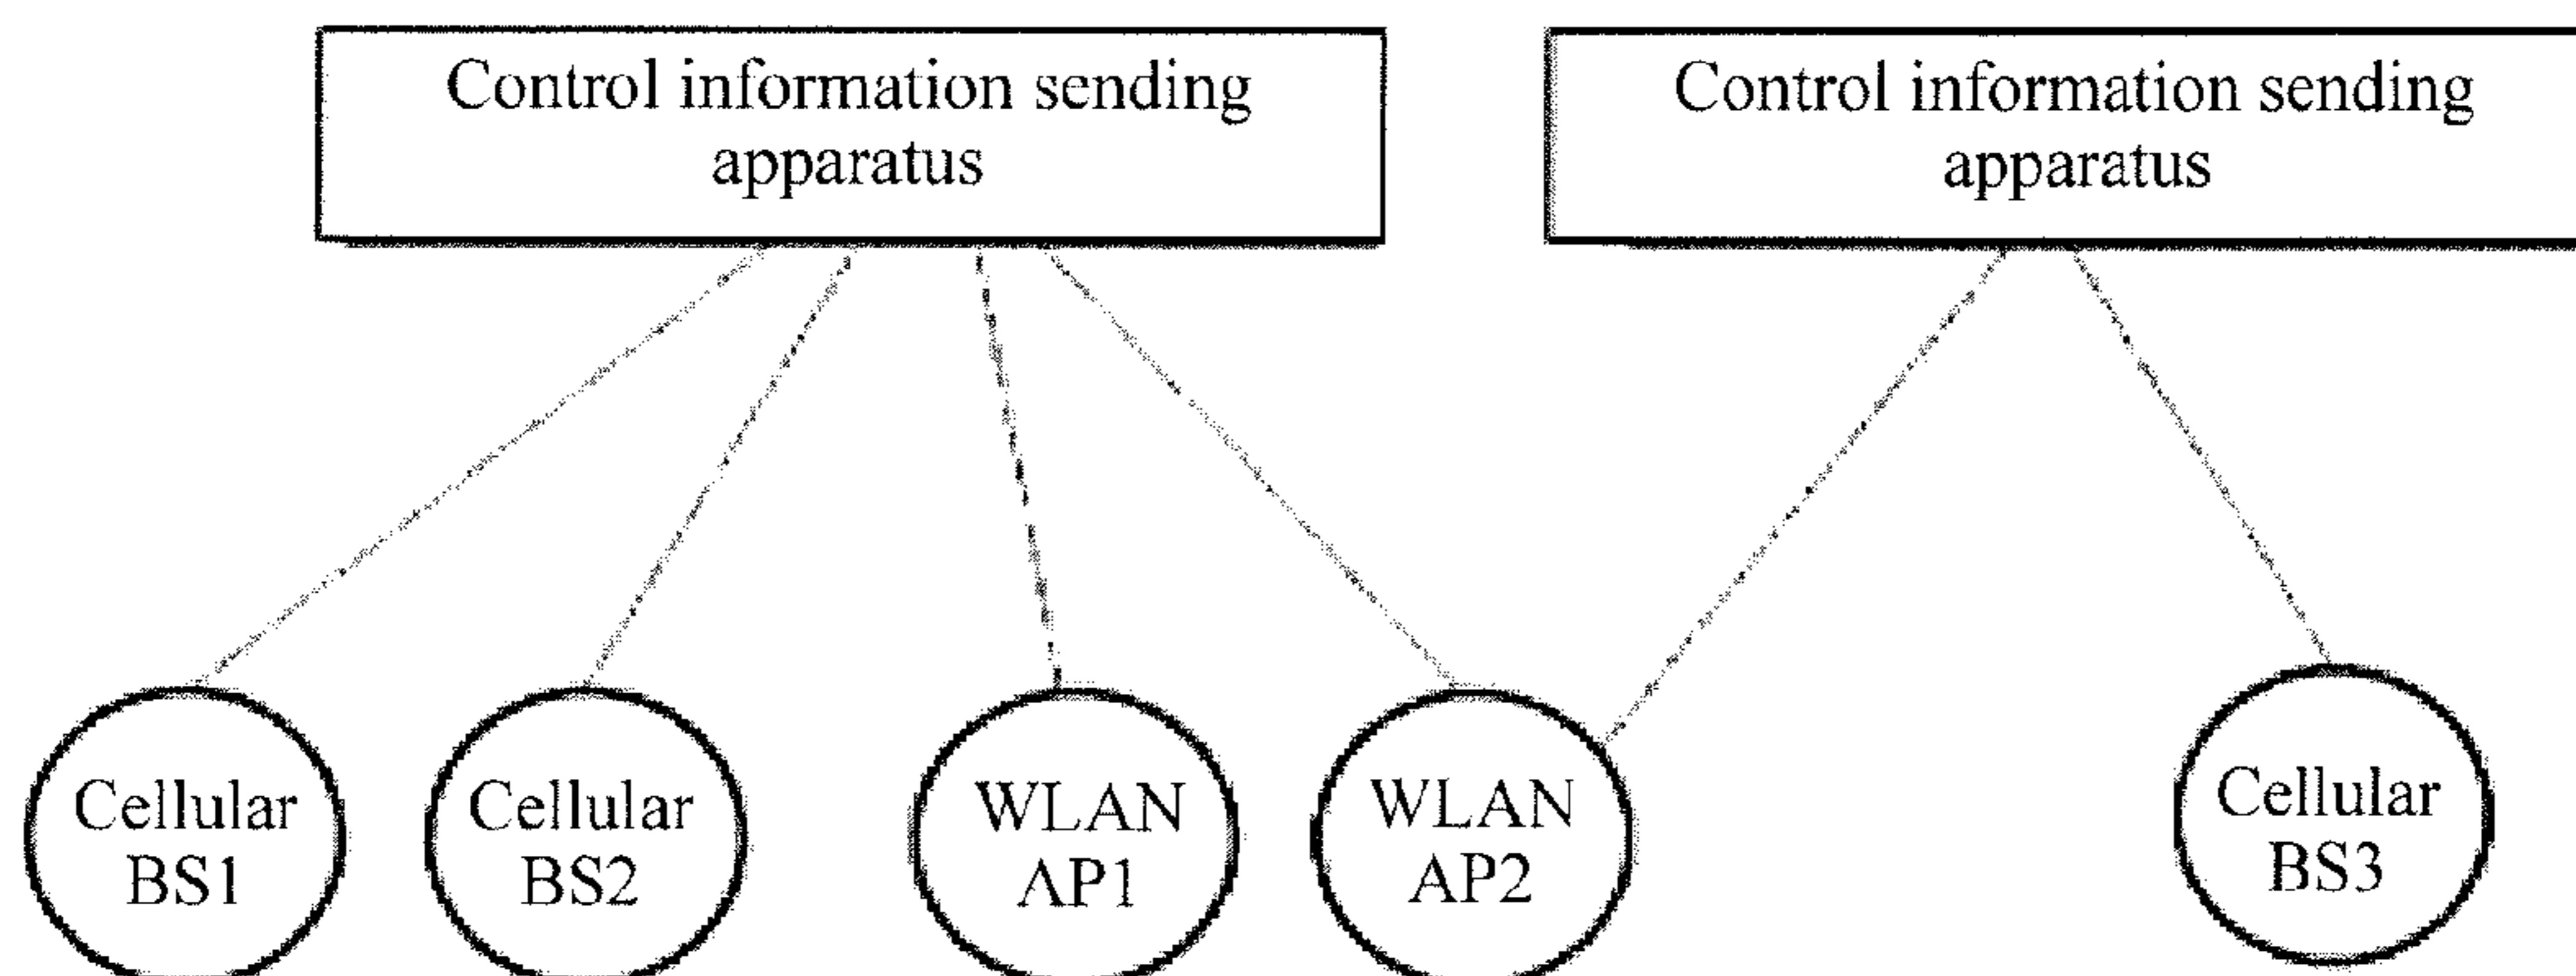 Control information sending
apparatus
Control information sending
apparatus
Cellular
BS1
Cellular
BS2
WLAN
AP1
WLAN
AP2
Cellular
BS3